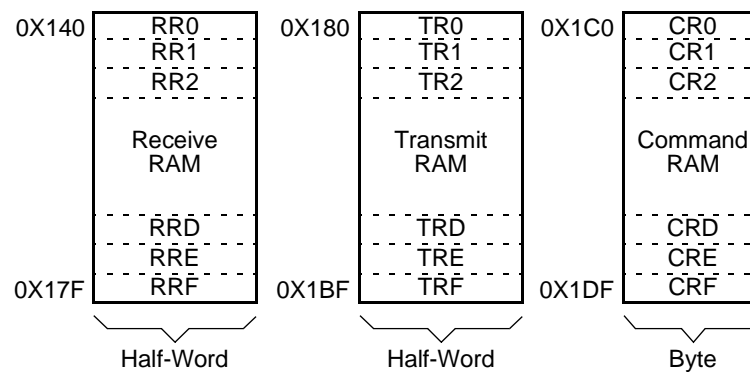 0X140 RR0 0X180 TR0 0X1C0 CR0
RR1 TR1 CR1
RR2 TR2 CR2
Receive Transmit Command
RAM RAM RAM
RRD TRD CRD
RRE TRE CRE
0X17F RRF 0X1BF TRF 0X1DF CRF
Half-Word Half-Word Byte